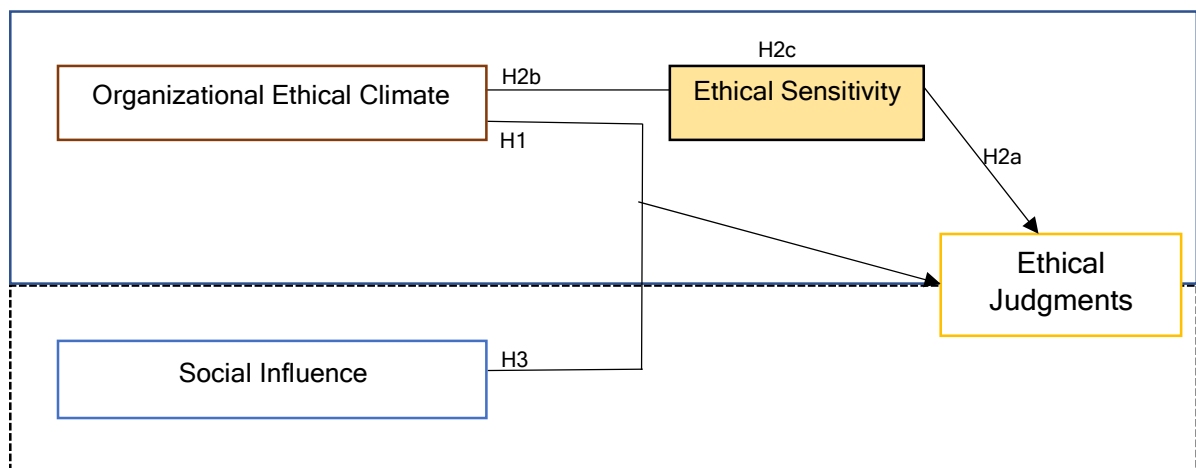 H2c
Organizational Ethical Climate
H2b
Ethical Sensitivity
H1
H2a
Ethical
Judgments
Social Influence
H3